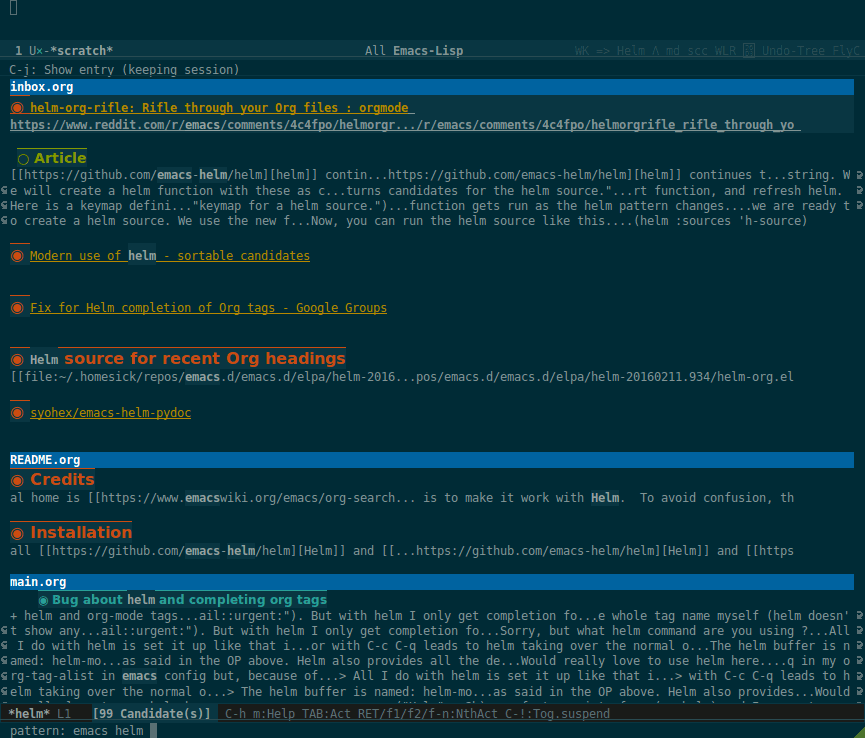 1 U×-*scratch* All Emacs-Lisp WK => Helm Λ md scc WLR Undo-Tree FlyC
C-j: Show entry (keeping session)
inbox.org
◉ helm-org-rifle: Rifle through your Org files : orgmode
https://www.reddit.com/r/emacs/comments/4c4fpo/helmorgr.../r/emacs/comments/4c4fpo/helmorgrifle_rifle_through_yo
○ Article
[[https://github.com/emacs-helm/helm][helm]] contin...https://github.com/emacs-helm/helm][helm]] continues t...string. W
e will create a helm function with these as c...turns candidates for the helm source."...rt function, and refresh helm.
Here is a keymap defini..."keymap for a helm source.")...function gets run as the helm pattern changes....we are ready t
o create a helm source. We use the new f...Now, you can run the helm source like this....(helm :sources 'h-source)
◉ Modern use of helm - sortable candidates
◉ Fix for Helm completion of Org tags - Google Groups
◉ Helm source for recent Org headings
[[file:~/.homesick/repos/emacs.d/emacs.d/elpa/helm-2016...pos/emacs.d/emacs.d/elpa/helm-20160211.934/helm-org.el
◉ syohex/emacs-helm-pydoc
README.org
◉ Credits
al home is [[https://www.emacswiki.org/emacs/org-search... is to make it work with Helm.  To avoid confusion, th
◉ Installation
all [[https://github.com/emacs-helm/helm][Helm]] and [[...https://github.com/emacs-helm/helm][Helm]] and [[https
main.org
◉ Bug about helm and completing org tags
+ helm and org-mode tags...ail::urgent:"). But with helm I only get completion fo...e whole tag name myself (helm doesn'
t show any...ail::urgent:"). But with helm I only get completion fo...Sorry, but what helm command are you using ?...All
I do with helm is set it up like that i...or with C-c C-q leads to helm taking over the normal o...The helm buffer is n
amed: helm-mo...as said in the OP above. Helm also provides all the de...Would really love to use helm here....q in my o
rg-tag-alist in emacs config but, because of...> All I do with helm is set it up like that i...> with C-c C-q leads to h
elm taking over the normal o...> The helm buffer is named: helm-mo...as said in the OP above. Helm also provides...Would
*helm* L1 [99 Candidate(s)] C-h m:Help TAB:Act RET/f1/f2/f-n:NthAct C-!:Tog.suspend
pattern: emacs helm